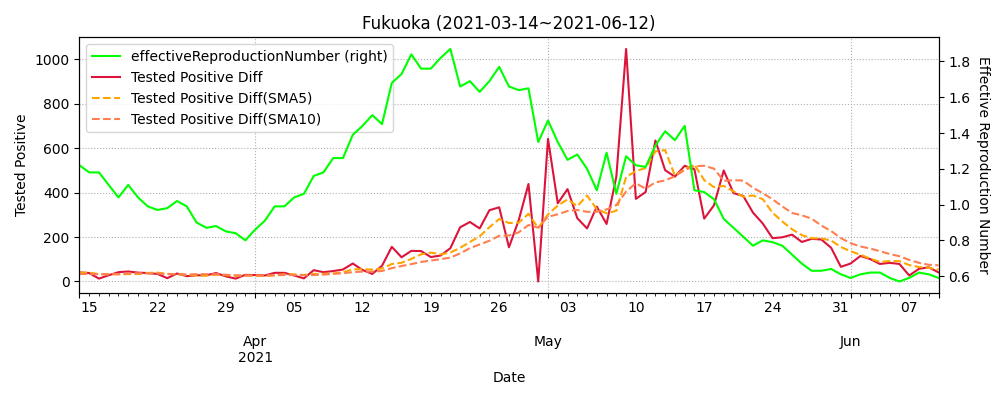 Fukuoka (2021-03-14~2021-06-12)
effectiveReproductionNumber (right)
Tested Positive Diff
Tested Positive Diff(SMA5)
Tested Positive Diff(SMA10)
Tested Positive
1000
800
600
400
200
0
1.8
1.6
1.4
1.2
1.0
0.8
0.6
Effective Reproduction Number
15 22 29 05 12 19 26 03 10 17 24 31 07
Apr May Jun
2021
Date